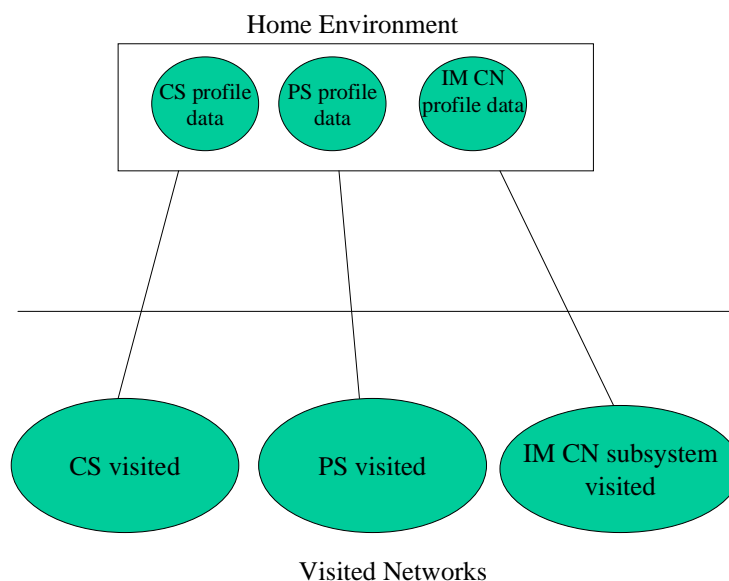 Home Environment
CS profile
data
PS profile
data
IM CN
profile data
CS visited
PS visited
IM CN subsystem
visited
Visited Networks